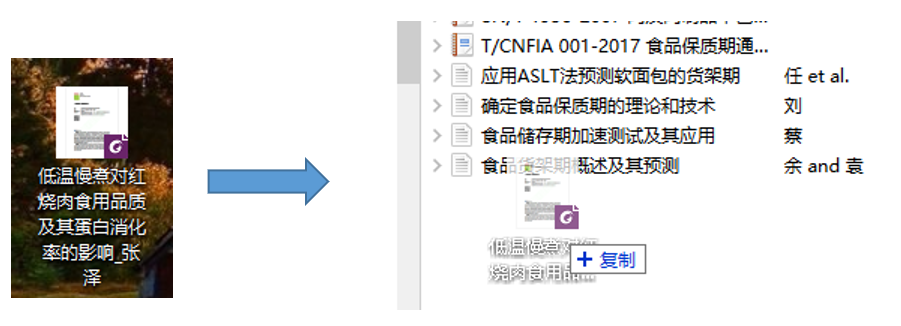 低温慢煮对红
烧肉食用品质
及其蛋白消化
率的影响_张
泽
T/CNFIA 001-2017 食品保质期通...
应用ASLT法预测软面包的货架期 任 et al.
确定食品保质期的理论和技术 刘
食品储存期加速测试及其应用 蔡
食品货架期概述及其预测 余 and 袁
低温慢煮对红
烧肉食用品...
复制